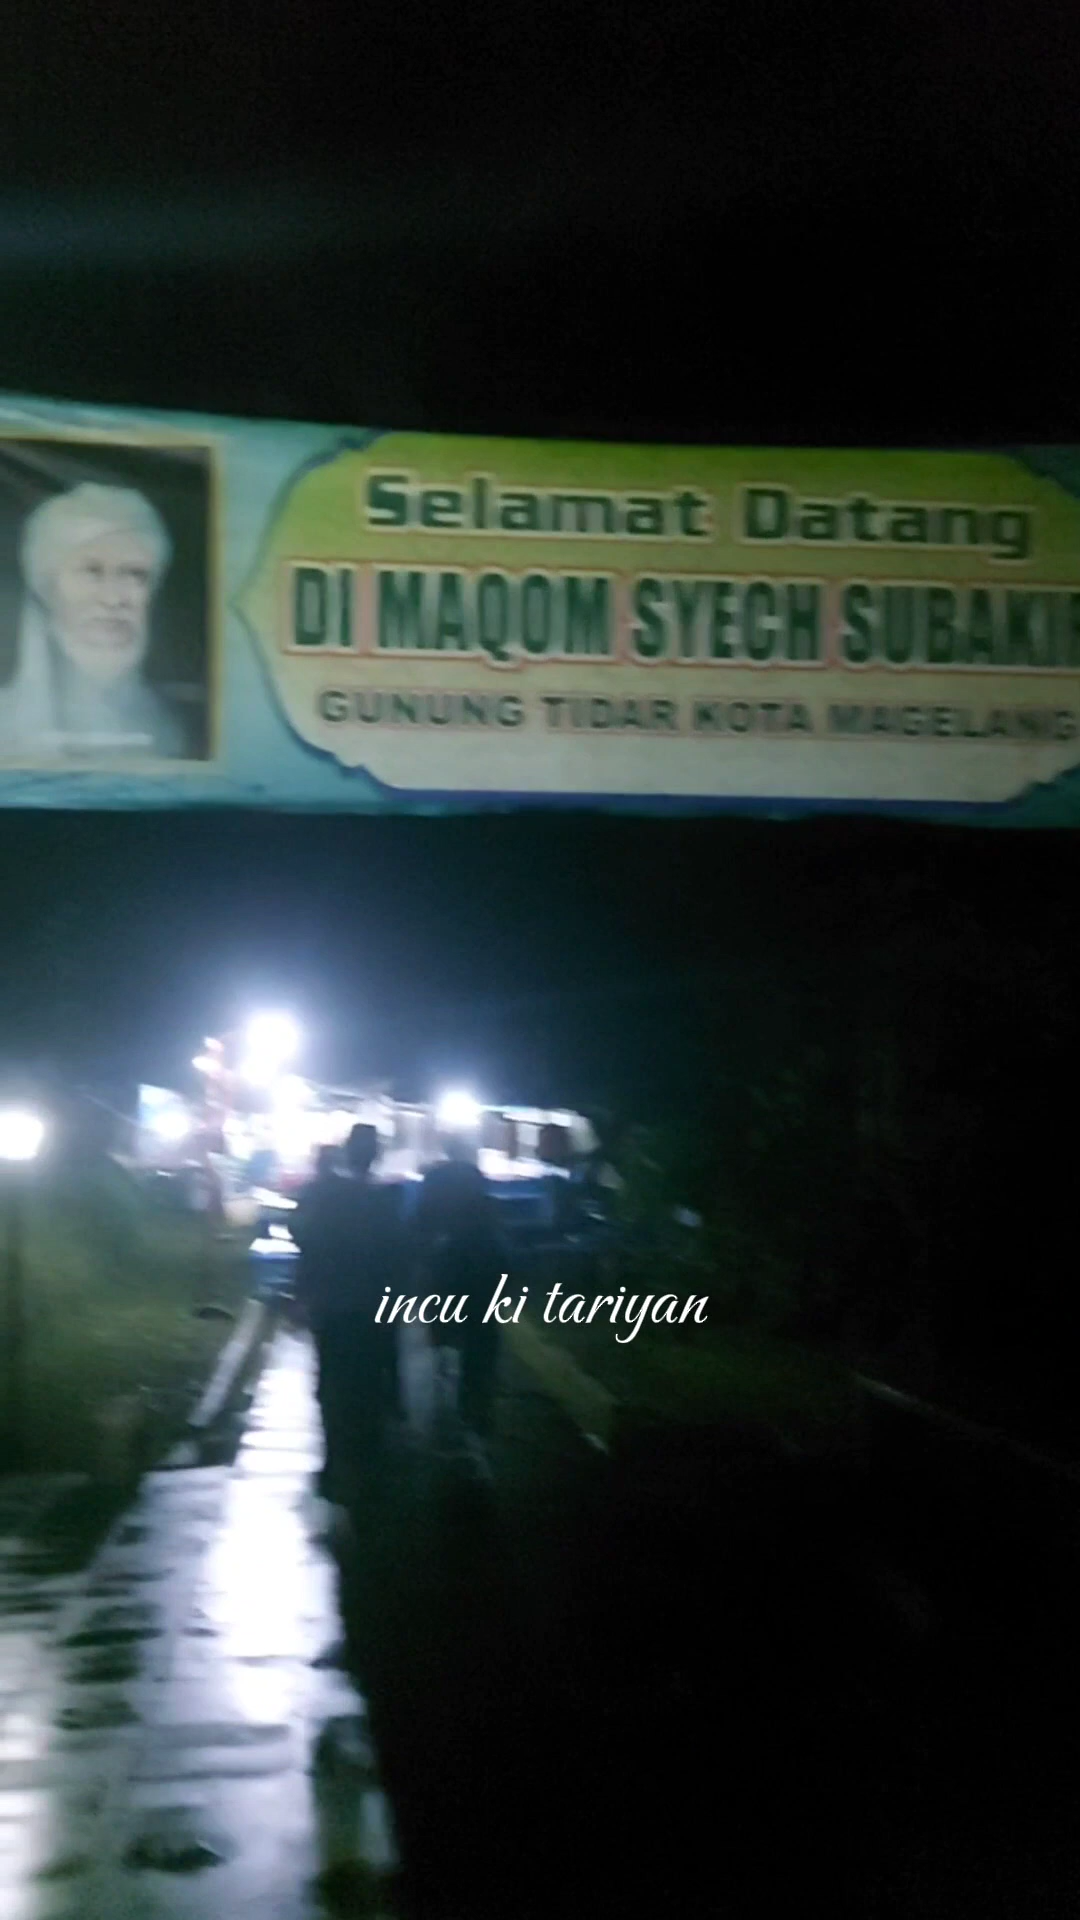 Selamat Datang
DI MAQOM SYECH SUBAKIR
GUNUNG TIDAR KOTA MAGELANG
incu ki tariyan